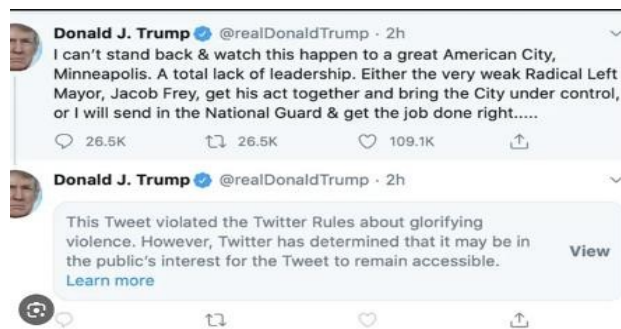 Donald J. Trump @realDonaldTrump · 2h
I can't stand back & watch this happen to a great American City,
Minneapolis. A total lack of leadership. Either the very weak Radical Left
Mayor, Jacob Frey, get his act together and bring the City under control,
or I will send in the National Guard & get the job done right.....
26.5K 26.5K 109.1K
Donald J. Trump @realDonaldTrump · 2h
This Tweet violated the Twitter Rules about glorifying
violence. However, Twitter has determined that it may be in
the public's interest for the Tweet to remain accessible.
Learn more
View